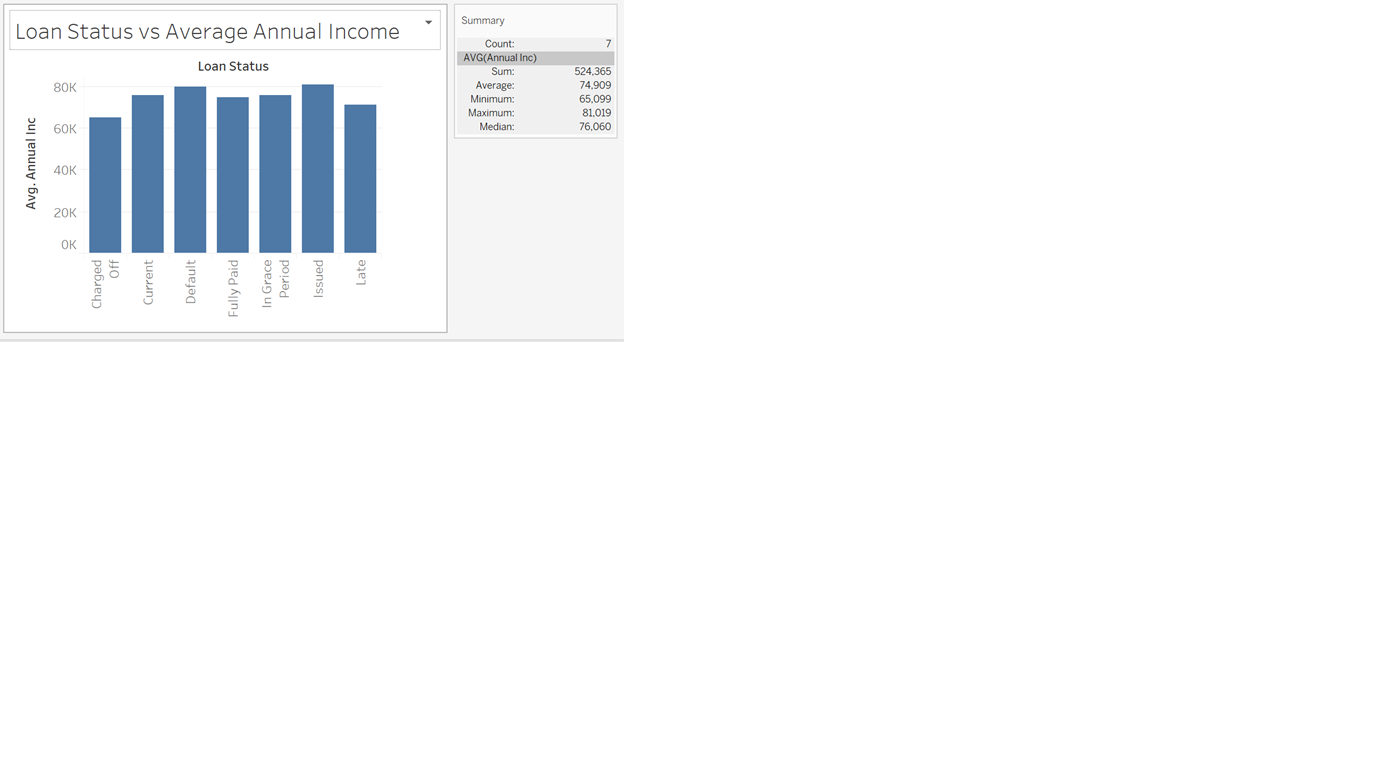 Loan Status vs Average Annual Income
Loan Status
Avg. Annual Inc
80K
60K
40K
20K
0K
Charged
Off
Current
Default
Fully Paid
In Grace
Period
Issued
Late
Summary
Count: 7
AVG(Annual Inc)
Sum: 524,365
Average: 74,909
Minimum: 65,099
Maximum: 81,019
Median: 76,060